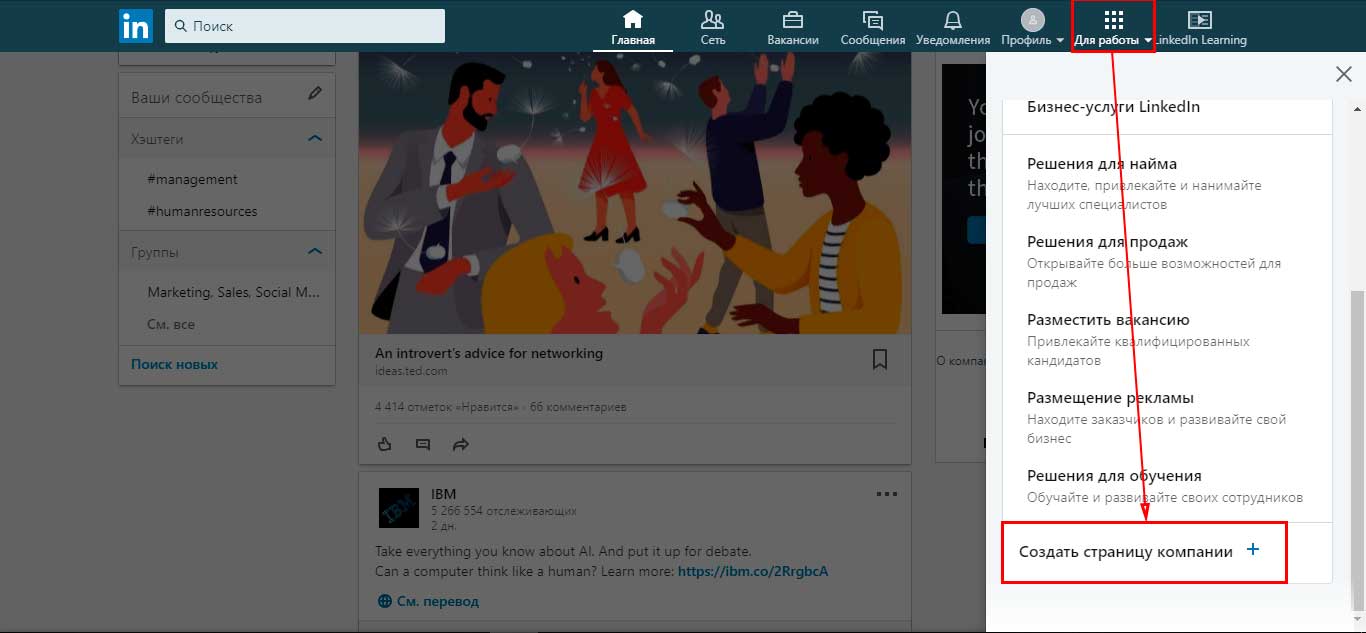 in
Поиск
Главная
Сеть
Вакансии
Сообщения
Уведомления
Профиль
Для работы
LinkedIn Learning
Ваши сообщества
Хэштеги
#management
#humanresources
Группы
Marketing, Sales, Social M...
См. все
Поиск новых
An introvert's advice for networking
ideas.ted.com
4 414 отметок «Нравится» · 66 комментариев
IBM
IBM
5 266 554 отслеживающих
2 дн.
Take everything you know about AI. And put it up for debate.
Can a computer think like a human? Learn more: https://ibm.co/2RrgbcA
См. перевод
Yo
jo
th
th
О компа
Бизнес-услуги LinkedIn
Решения для найма
Находите, привлекайте и нанимайте
лучших специалистов
Решения для продаж
Открывайте больше возможностей для
продаж
Разместить вакансию
Привлекайте квалифицированных
кандидатов
Размещение рекламы
Находите заказчиков и развивайте свой
бизнес
Решения для обучения
Обучайте и развивайте своих сотрудников
Создать страницу компании +